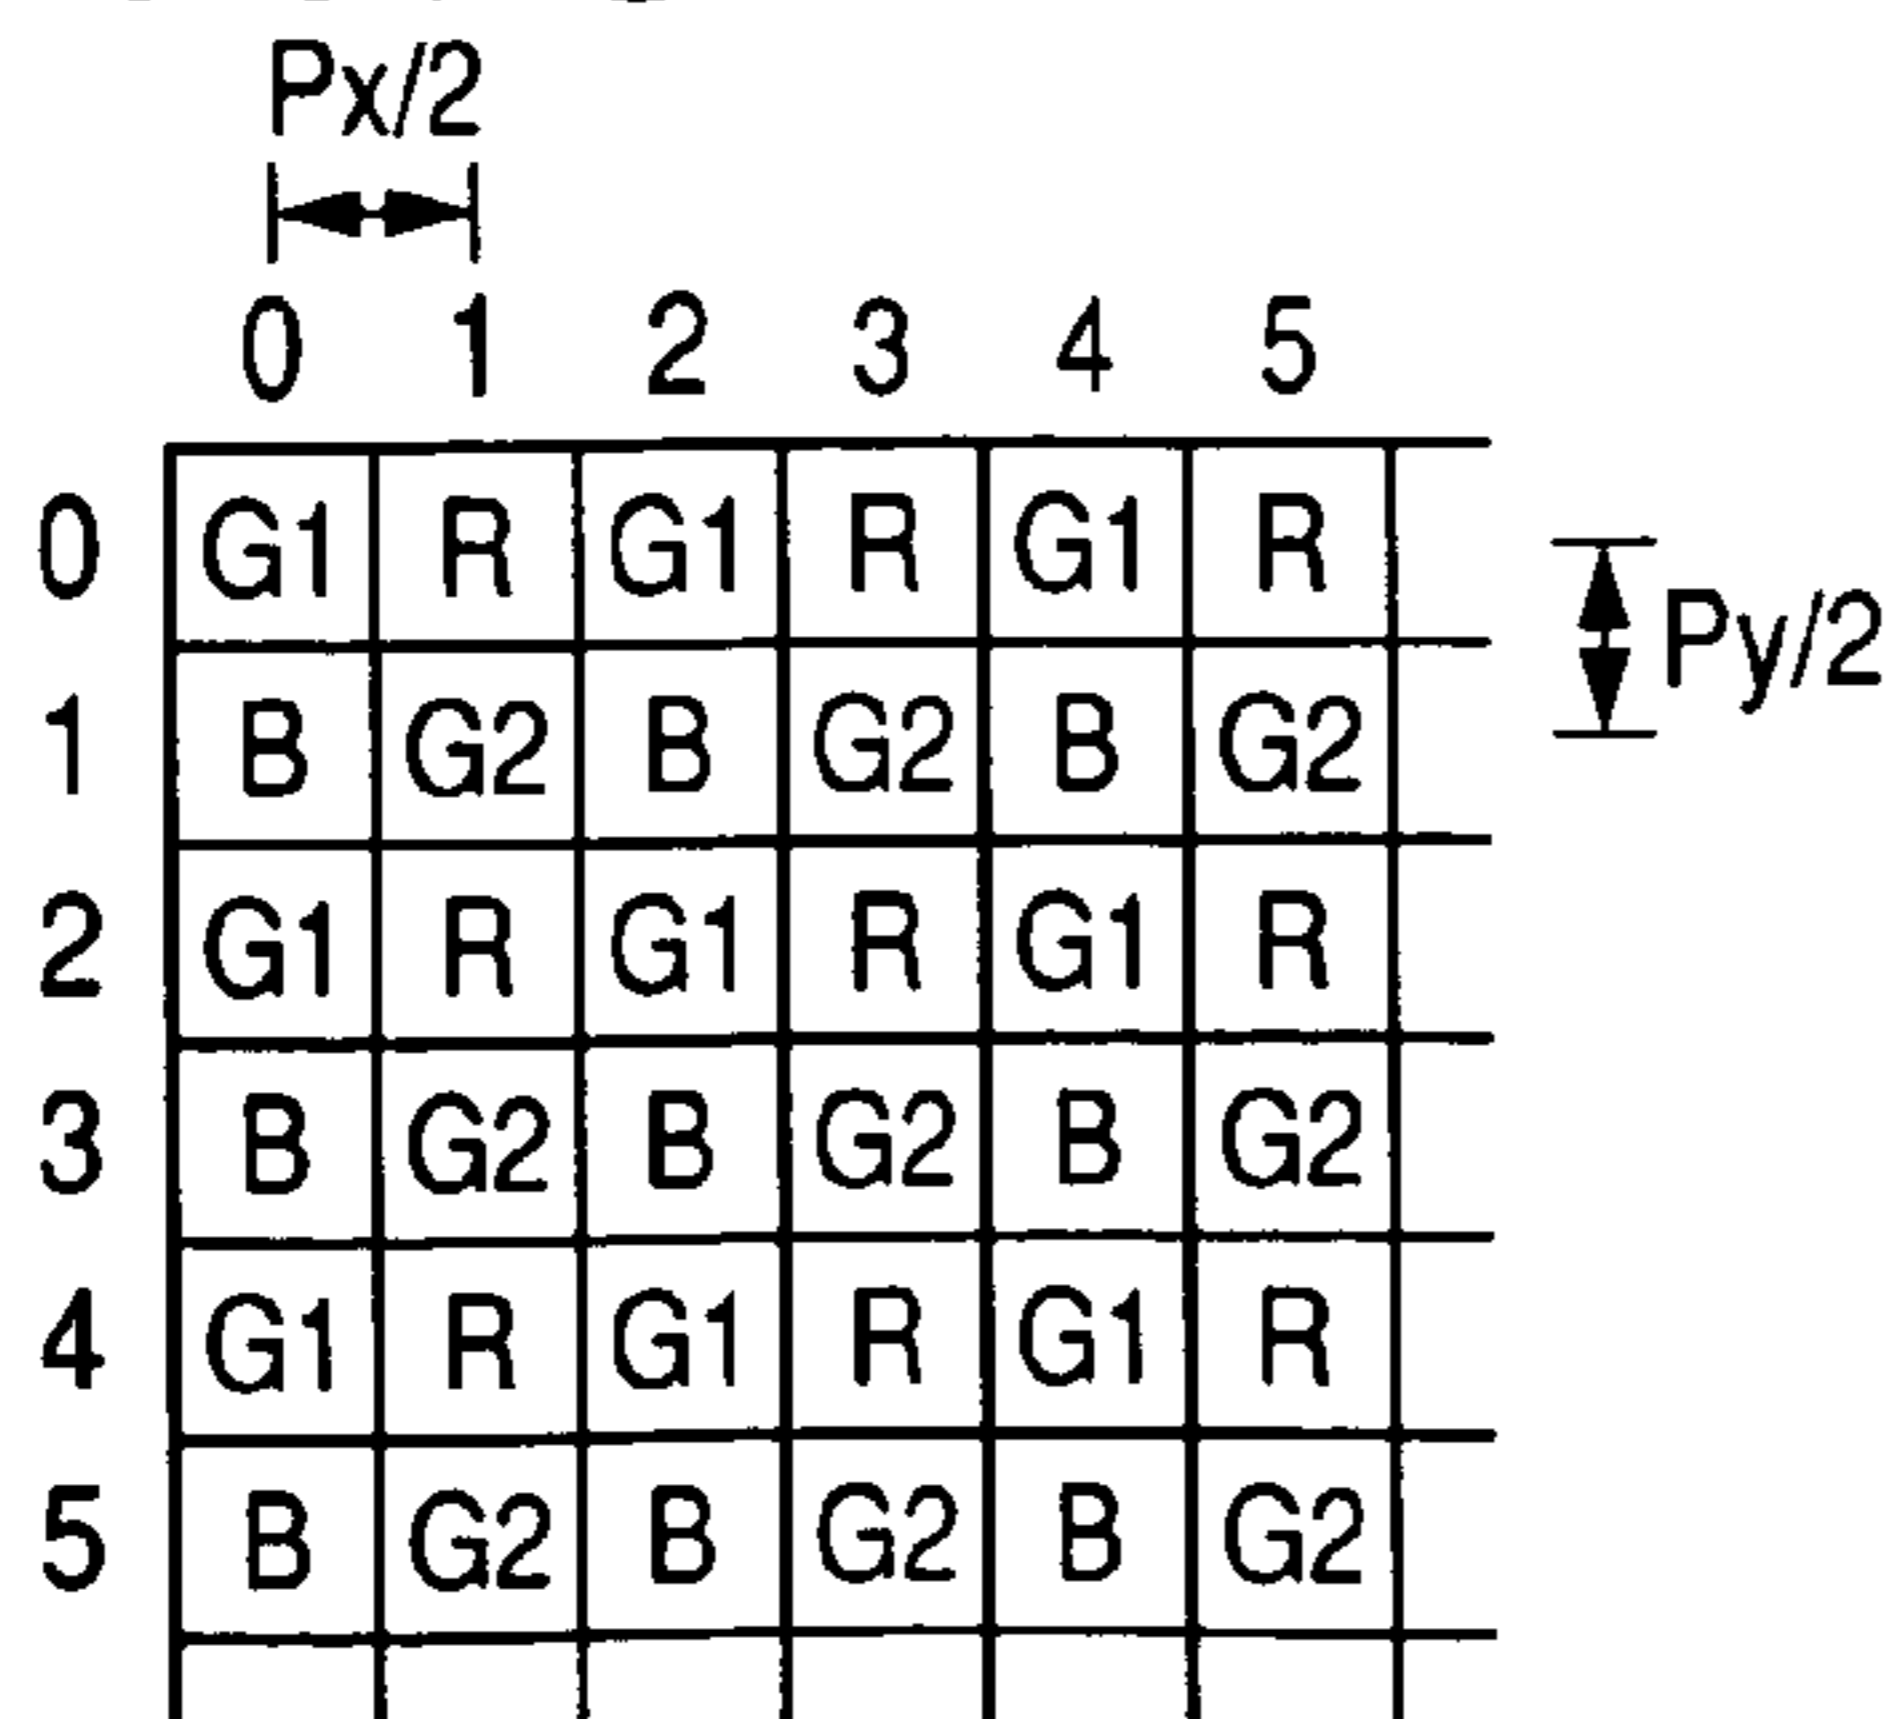 Px/2
0 1 2 3 4 5
0 G1 R G1 R G1 R
Py/2
1 B G2 B G2 B G2
2 G1 R G1 R G1 R
3 B G2 B G2 B G2
4 G1 R G1 R G1 R
5 B G2 B G2 B G2